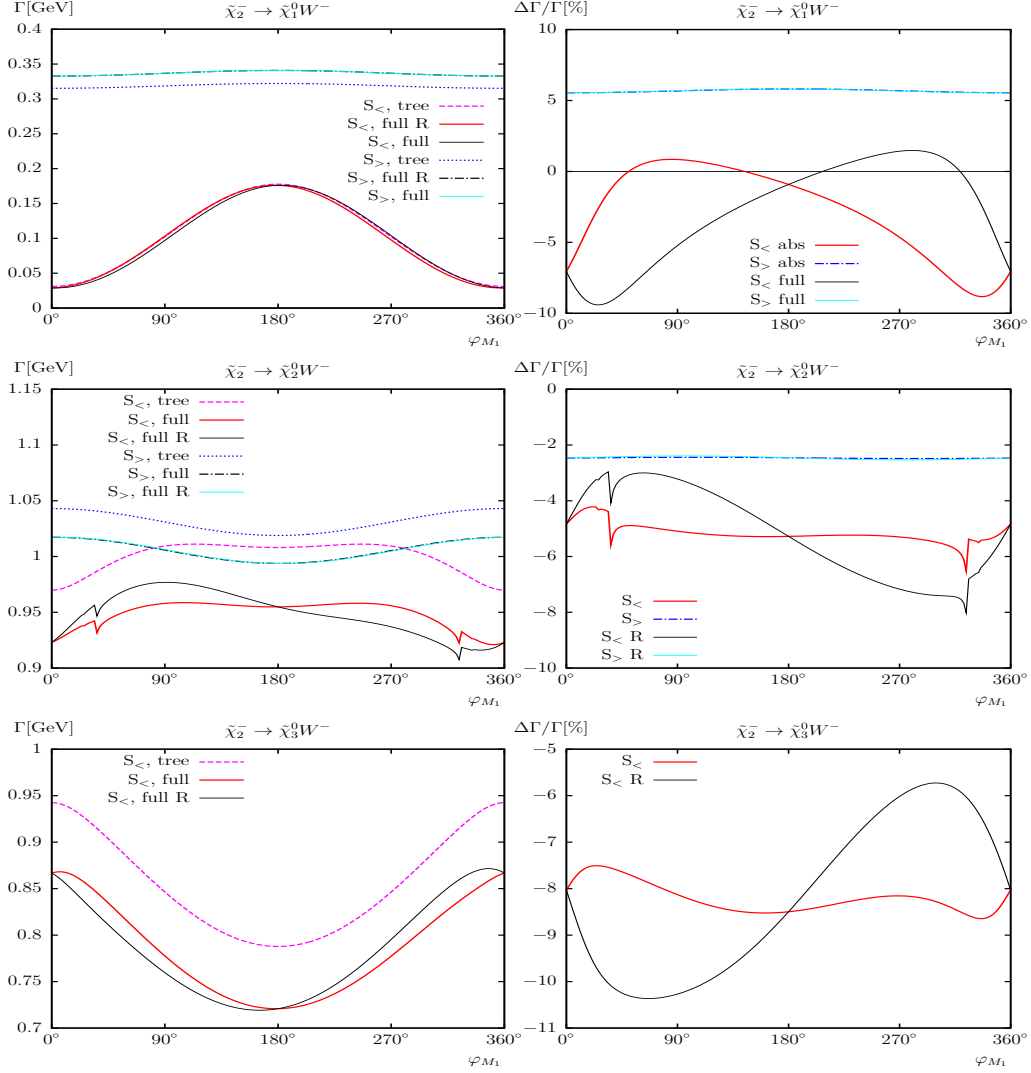 Γ[GeV] χ̃₂⁻ → χ̃₁⁰W⁻
0.4
0.35
0.3
0.25
0.2
0.15
0.1
0.05
0
S<, tree
S<, full R
S<, full
S>, tree
S>, full R
S>, full
0° 90° 180° 270° 360°
φM₁
ΔΓ/Γ[%] χ̃₂⁻ → χ̃₁⁰W⁻
10
5
0
−5
−10
S< abs
S> abs
S< full
S> full
0° 90° 180° 270° 360°
φM₁
Γ[GeV] χ̃₂⁻ → χ̃₂⁰W⁻
1.15
1.1
1.05
1
0.95
0.9
S<, tree
S<, full
S<, full R
S>, tree
S>, full
S>, full R
0° 90° 180° 270° 360°
φM₁
ΔΓ/Γ[%] χ̃₂⁻ → χ̃₂⁰W⁻
0
−2
−4
−6
−8
−10
S<
S>
S< R
S> R
0° 90° 180° 270° 360°
φM₁
Γ[GeV] χ̃₂⁻ → χ̃₃⁰W⁻
1
0.95
0.9
0.85
0.8
0.75
0.7
S<, tree
S<, full
S<, full R
0° 90° 180° 270° 360°
φM₁
ΔΓ/Γ[%] χ̃₂⁻ → χ̃₃⁰W⁻
−5
−6
−7
−8
−9
−10
−11
S<
S< R
0° 90° 180° 270° 360°
φM₁